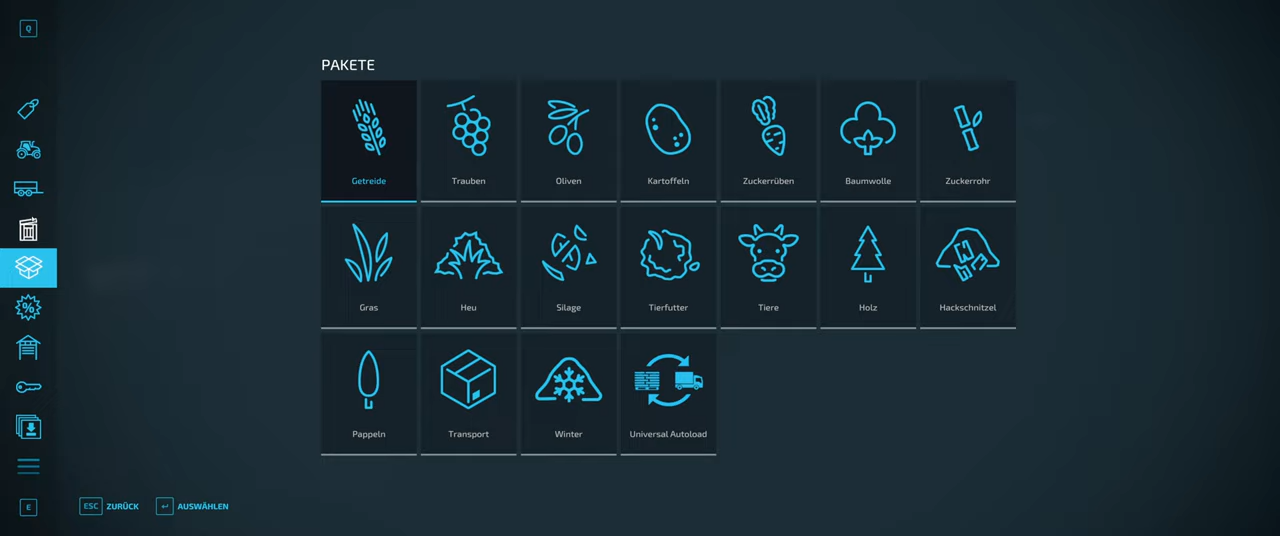 Q
PAKETE
Getreide
Trauben
Oliven
Kartoffeln
Zuckerrüben
Baumwolle
Zuckerrohr
Gras
Heu
Silage
Tierfutter
Tiere
Holz
Hackschnitzel
Pappeln
Transport
Winter
Universal Autoload
%
E
ESC ZURÜCK
AUSWÄHLEN